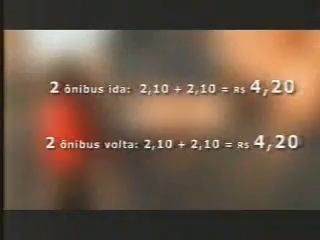 2 ônibus ida: 2,10 + 2,10 = R$ 4,20
2 ônibus volta: 2,10 + 2,10 = R$ 4,20